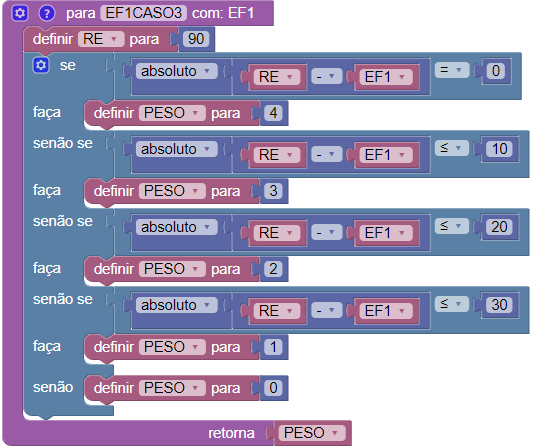 para EF1CASO3 com: EF1
definir RE para 90
se absoluto RE - EF1 = 0
faça definir PESO para 4
senão se absoluto RE - EF1 ≤ 10
faça definir PESO para 3
senão se absoluto RE - EF1 ≤ 20
faça definir PESO para 2
senão se absoluto RE - EF1 ≤ 30
faça definir PESO para 1
senão definir PESO para 0
retorna PESO